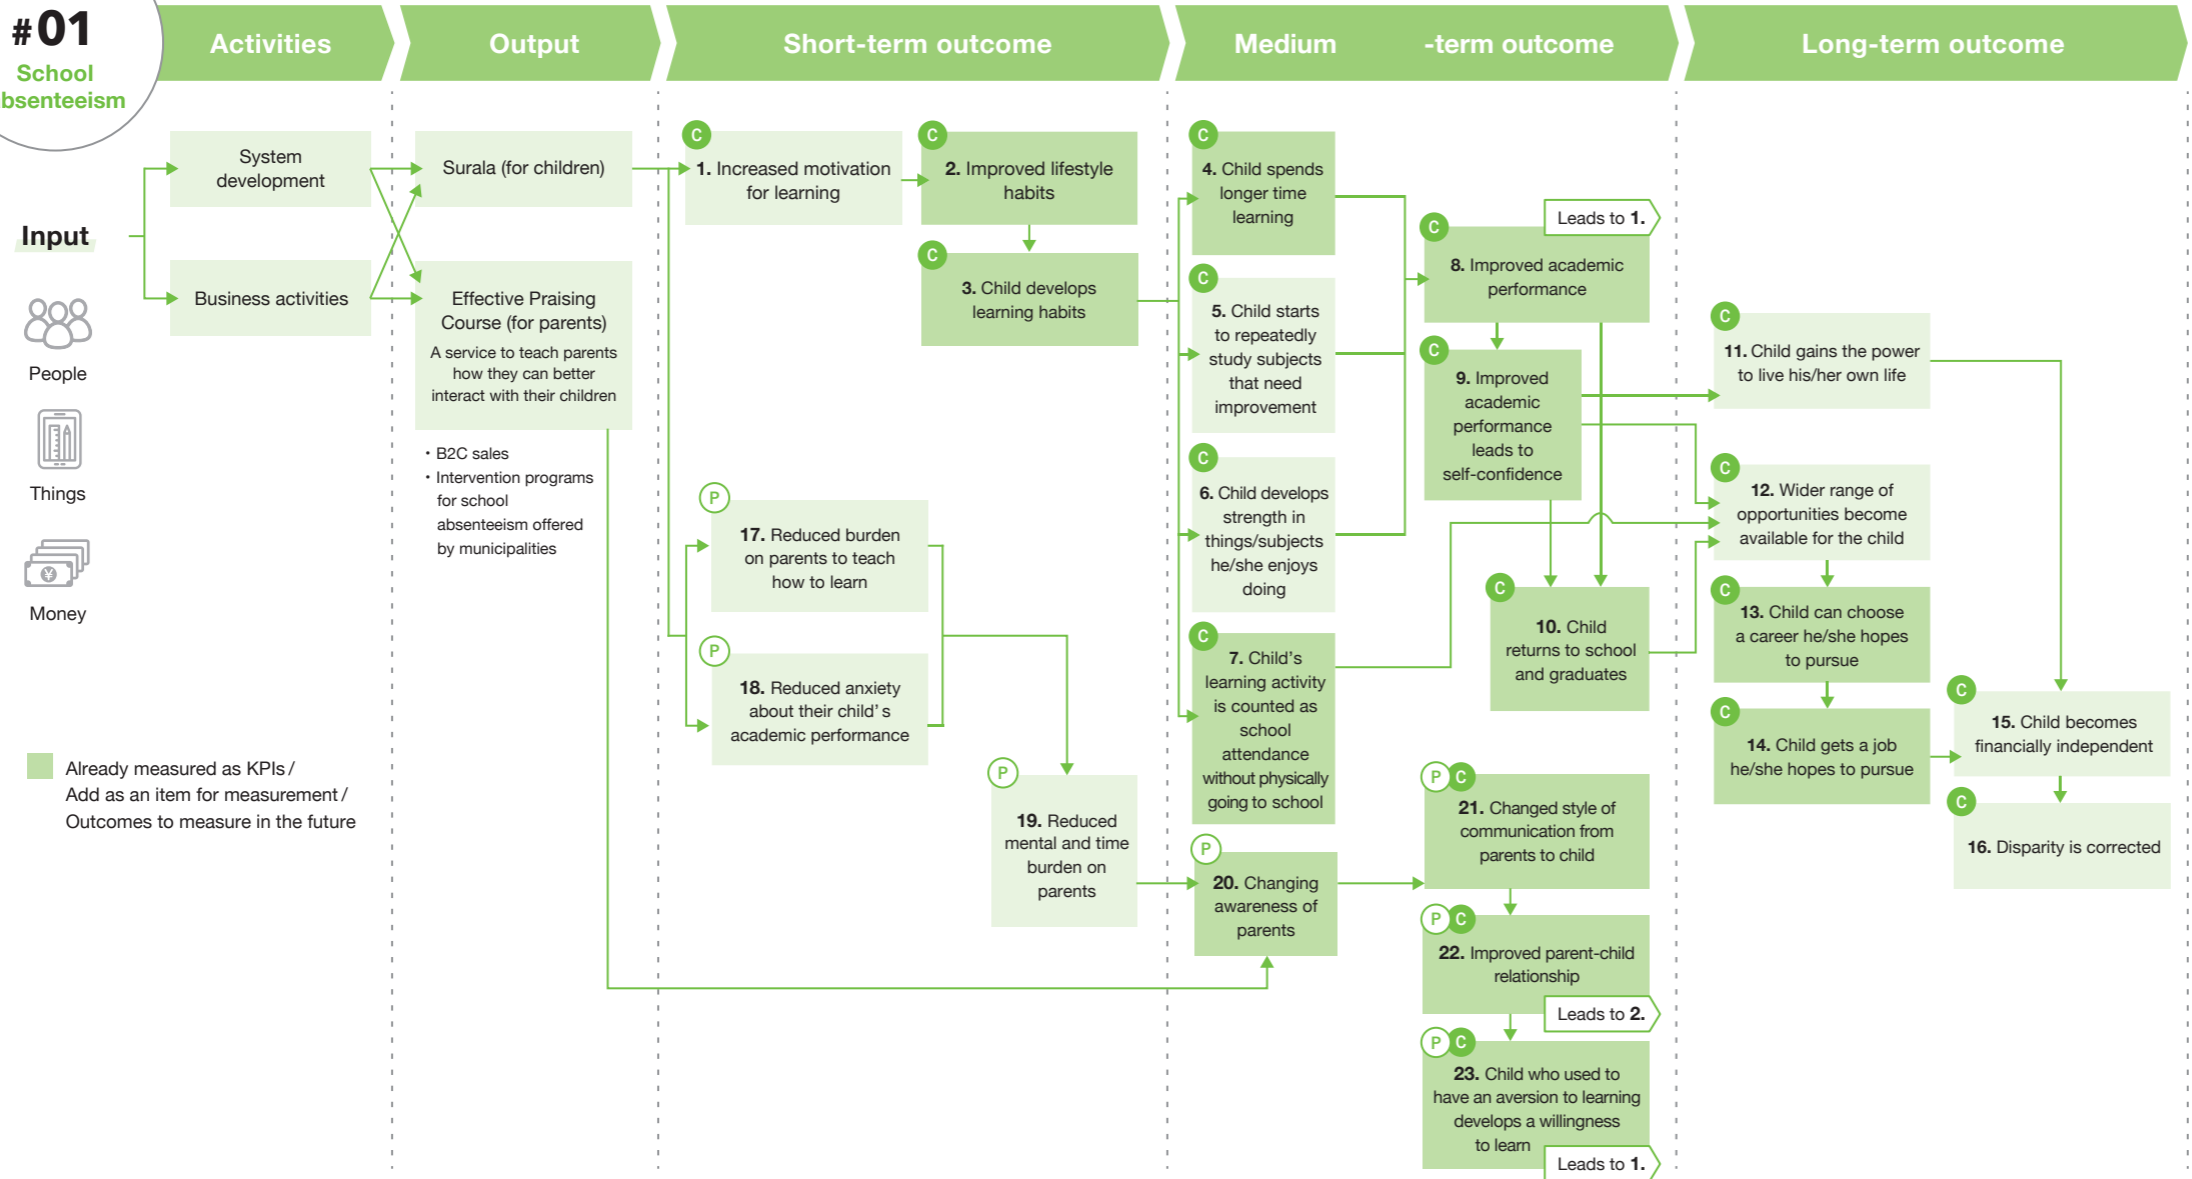 #01
School
bsenteeism
Activities
Output
Short-term outcome
Medium -term outcome
Long-term outcome
Input
People
Things
Money
System
development
Business activities
Surala (for children)
Effective Praising
Course (for parents)
A service to teach parents
how they can better
interact with their children
・B2C sales
・Intervention programs
for school
absenteeism offered
by municipalities
C
1. Increased motivation
for learning
C
2. Improved lifestyle
habits
C
3. Child develops
learning habits
P
17. Reduced burden
on parents to teach
how to learn
P
18. Reduced anxiety
about their child's
academic performance
P
19. Reduced
mental and time
burden on
parents
C
4. Child spends
longer time
learning
C
5. Child starts
to repeatedly
study subjects
that need
improvement
C
6. Child develops
strength in
things/subjects
he/she enjoys
doing
C
7. Child's
learning activity
is counted as
school
attendance
without physically
going to school
P
20. Changing
awareness of
parents
C
Leads to 1.
8. Improved academic
performance
C
9. Improved
academic
performance
leads to
self-confidence
C
10. Child
returns to school
and graduates
P C
21. Changed style of
communication from
parents to child
P C
22. Improved parent-child
relationship
Leads to 2.
P C
23. Child who used to
have an aversion to learning
develops a willingness
to learn
Leads to 1.
C
11. Child gains the power
to live his/her own life
C
12. Wider range of
opportunities become
available for the child
C
13. Child can choose
a career he/she hopes
to pursue
C
14. Child gets a job
he/she hopes to pursue
C
15. Child becomes
financially independent
C
16. Disparity is corrected
Already measured as KPIs /
Add as an item for measurement /
Outcomes to measure in the future